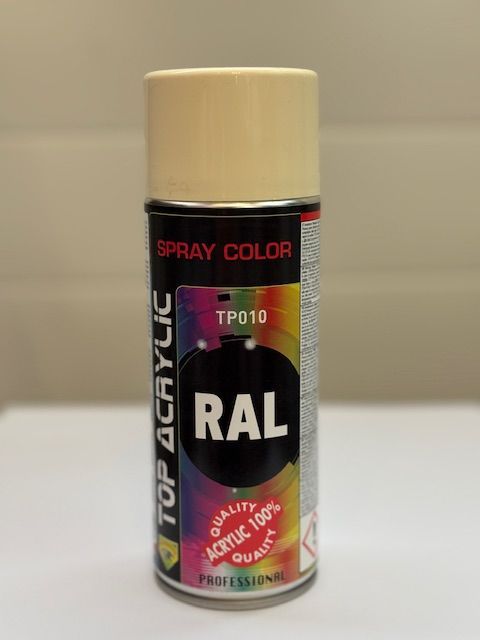 SPRAY COLOR
TOP ACRYLIC
TP010
RAL
QUALITY
ACRYLIC 100%
QUALITY
PROFESSIONAL